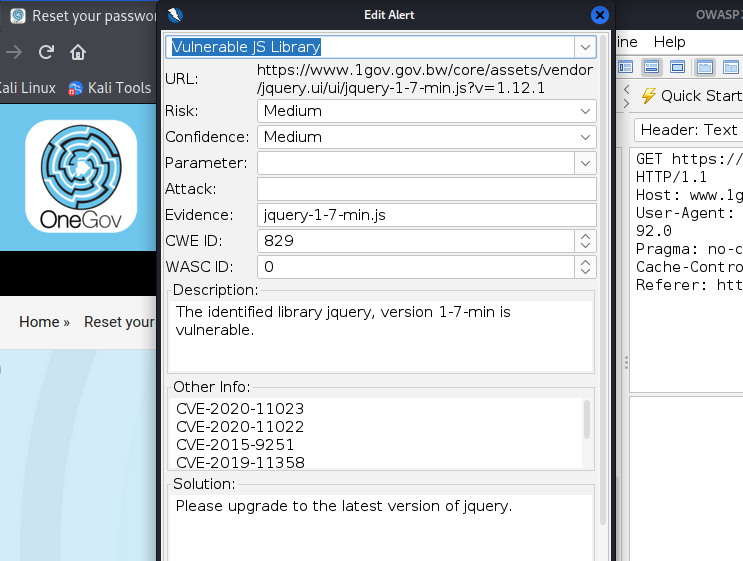 Reset your passwor
Kali Linux
Kali Tools
OneGov
Home »
Reset your
Edit Alert
Vulnerable JS Library
URL:
https://www.1gov.gov.bw/core/assets/vendor
/jquery.ui/ui/jquery-1-7-min.js?v=1.12.1
Risk:
Medium
Confidence:
Medium
Parameter:
Attack:
Evidence:
jquery-1-7-min.js
CWE ID:
829
WASC ID:
0
Description:
The identified library jquery, version 1-7-min is
vulnerable.
Other Info:
CVE-2020-11023
CVE-2020-11022
CVE-2015-9251
CVE-2019-11358
Solution:
Please upgrade to the latest version of jquery.
OWASP
ine Help
Quick Start
Header: Text
GET https://
HTTP/1.1
Host: www.1g
User-Agent:
92.0
Pragma: no-c
Cache-Contro
Referer: htt